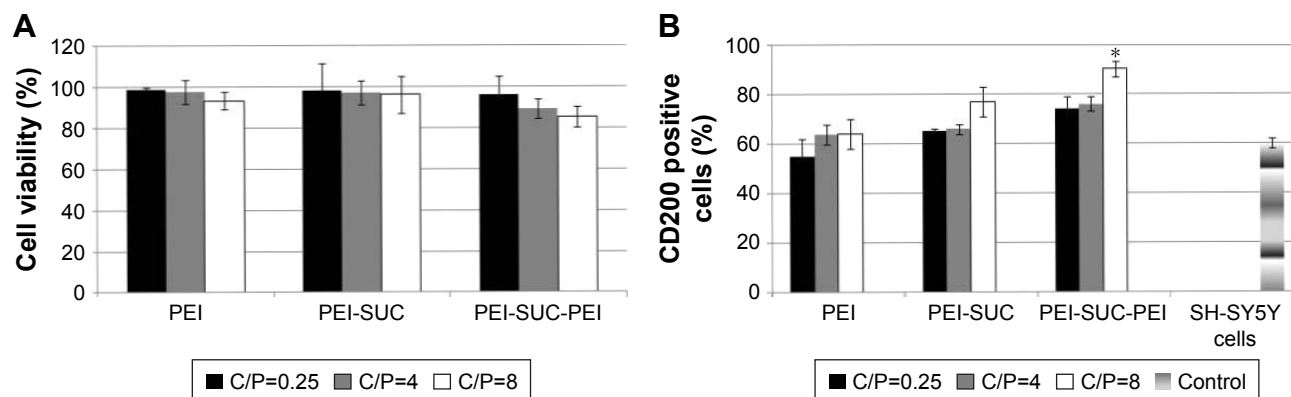 A
Cell viability (%)
120
100
80
60
40
20
0
PEI PEI-SUC PEI-SUC-PEI
C/P=0.25 C/P=4 C/P=8
B
CD200 positive
cells (%)
100
80
60
40
20
0
*
PEI PEI-SUC PEI-SUC-PEI SH-SY5Y
cells
C/P=0.25 C/P=4 C/P=8 Control